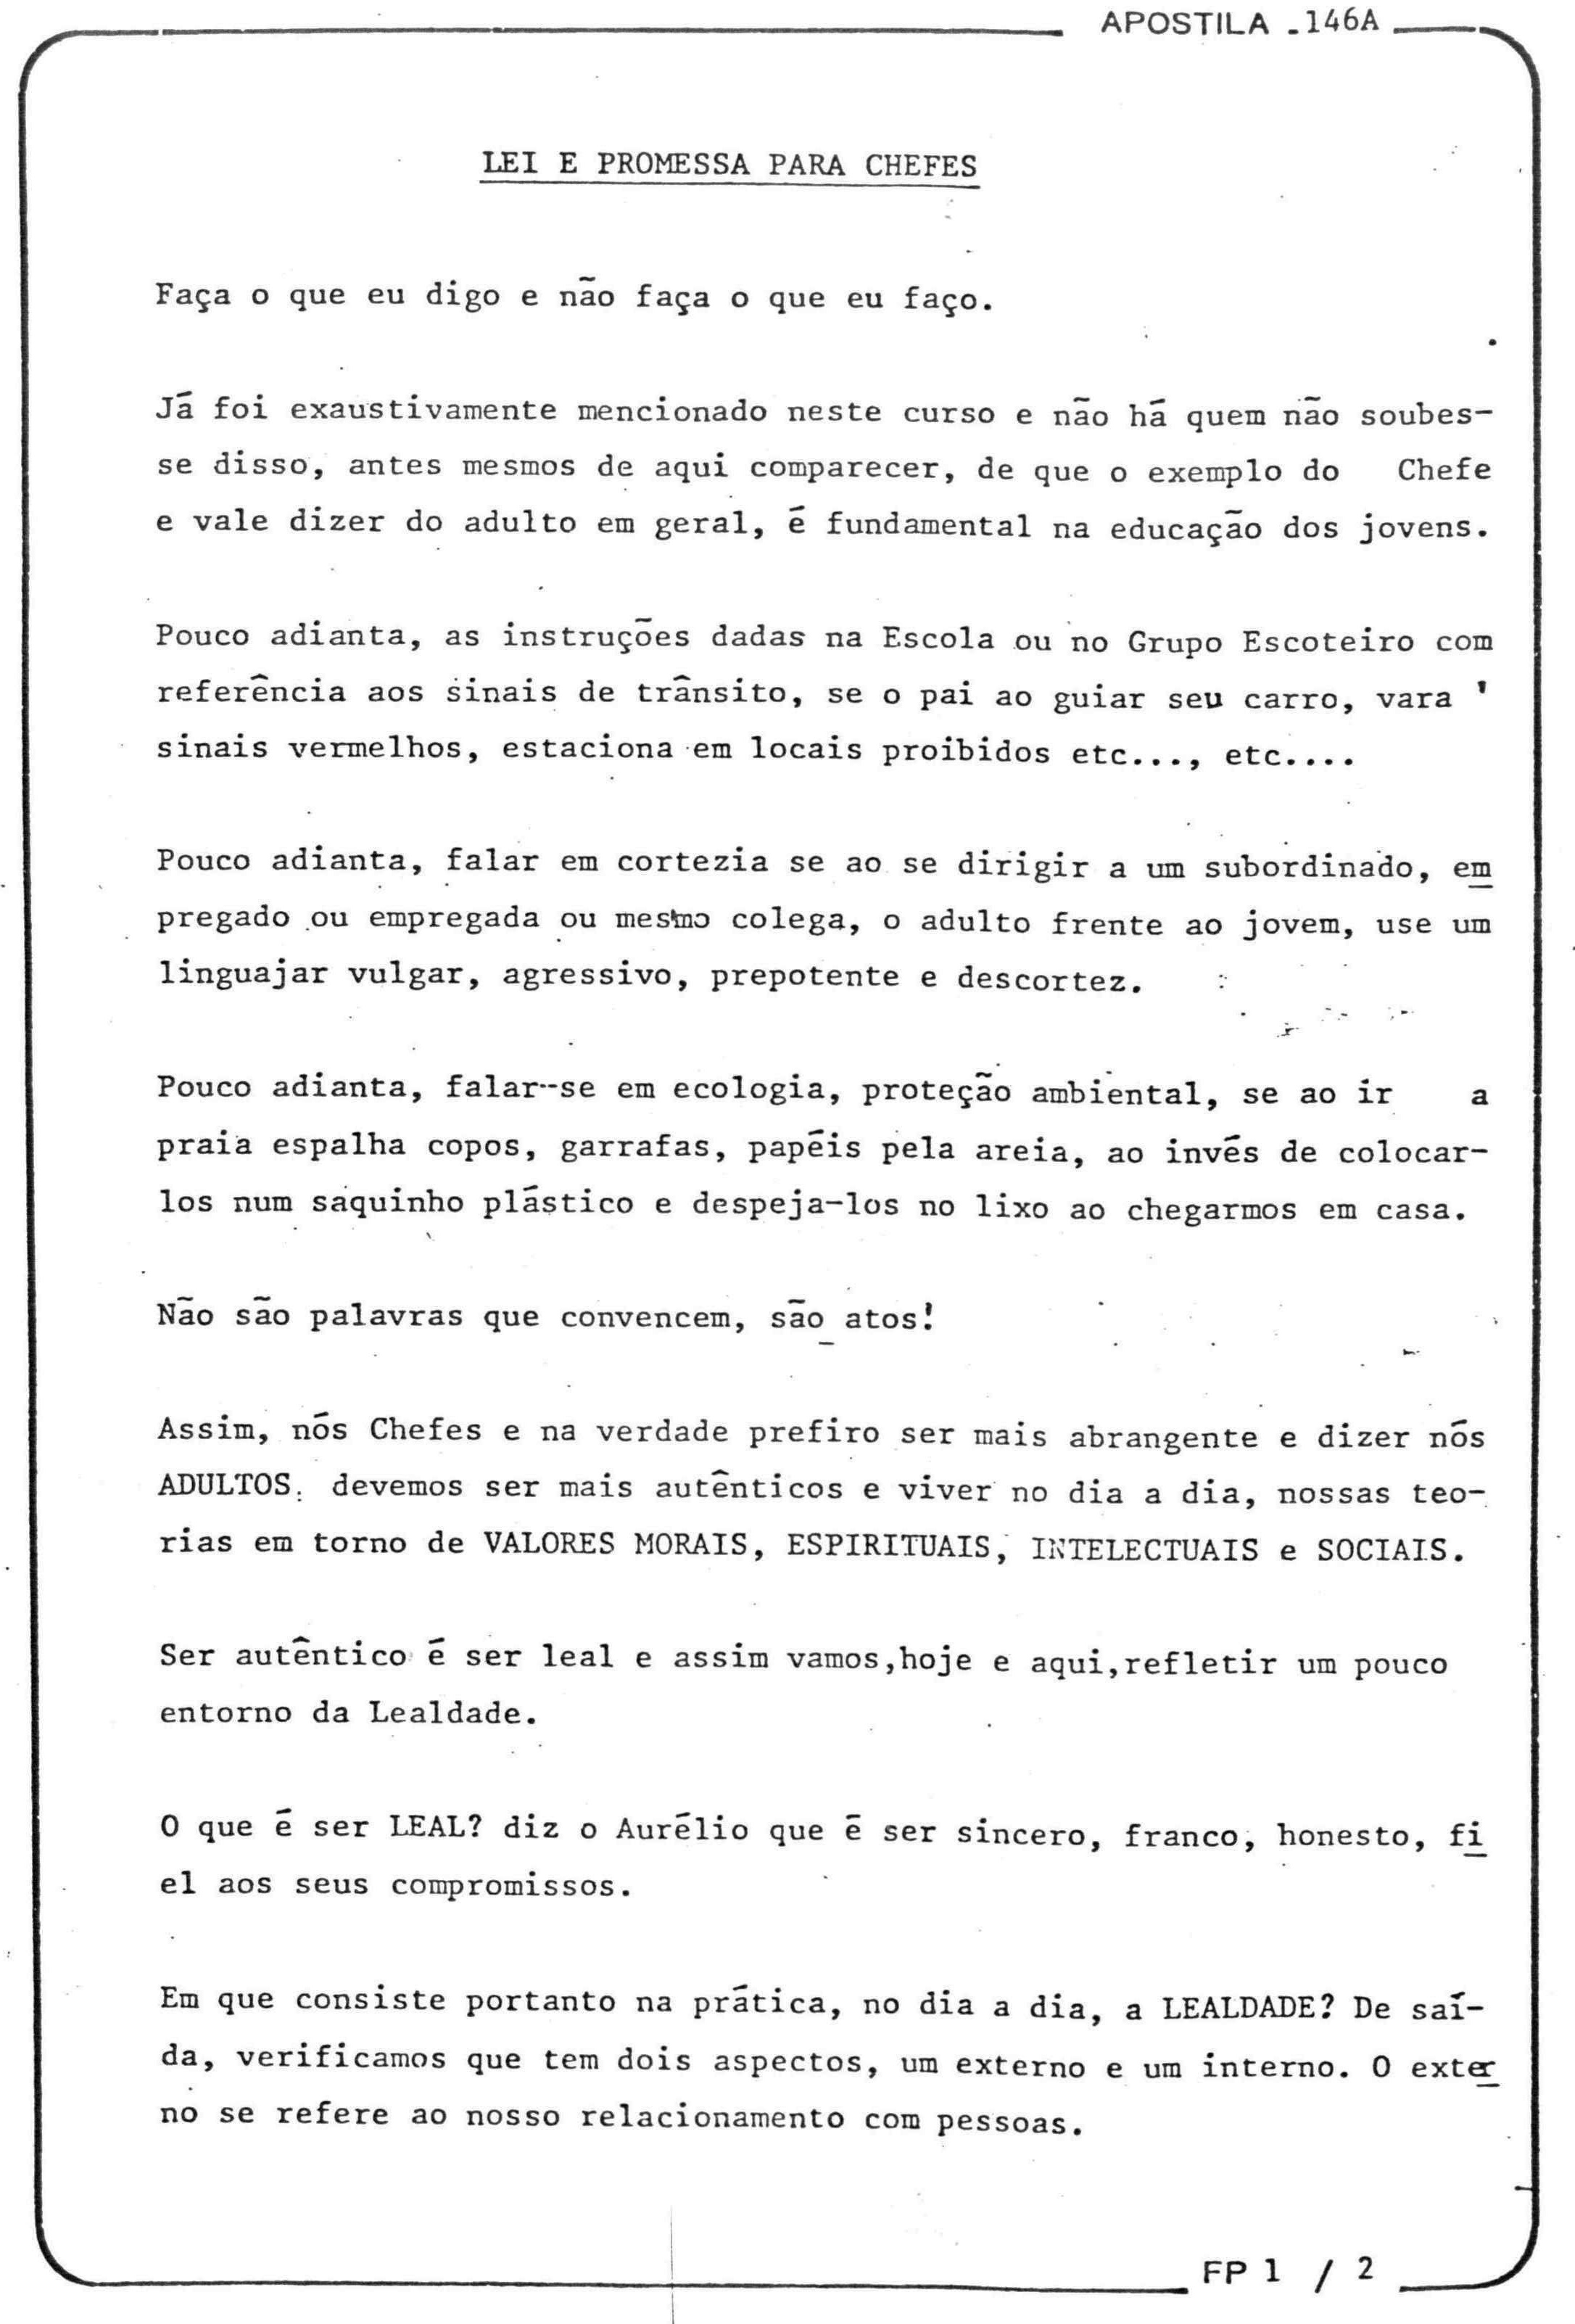 APOSTILA .146A
LEI E PROMESSA PARA CHEFES
Faça o que eu digo e não faça o que eu faço.
Já foi exaustivamente mencionado neste curso e não há quem não soubes-
se disso, antes mesmos de aqui comparecer, de que o exemplo do Chefe
e vale dizer do adulto em geral, é fundamental na educação dos jovens.
Pouco adianta, as instruções dadas na Escola ou no Grupo Escoteiro com
referência aos sinais de trânsito, se o pai ao guiar seu carro, vara '
sinais vermelhos, estaciona em locais proibidos etc..., etc....
Pouco adianta, falar em cortezia se ao se dirigir a um subordinado, em
pregado ou empregada ou mesmo colega, o adulto frente ao jovem, use um
linguajar vulgar, agressivo, prepotente e descortez.
Pouco adianta, falar-se em ecologia, proteção ambiental, se ao ir a
praia espalha copos, garrafas, papéis pela areia, ao invés de colocar-
los num saquinho plástico e despeja-los no lixo ao chegarmos em casa.
Não são palavras que convencem, são atos!
Assim, nós Chefes e na verdade prefiro ser mais abrangente e dizer nós
ADULTOS: devemos ser mais autênticos e viver no dia a dia, nossas teo-
rias em torno de VALORES MORAIS, ESPIRITUAIS, INTELECTUAIS e SOCIAIS.
Ser autêntico é ser leal e assim vamos,hoje e aqui,refletir um pouco
entorno da Lealdade.
O que é ser LEAL? diz o Aurélio que é ser sincero, franco, honesto, fi
el aos seus compromissos.
Em que consiste portanto na prática, no dia a dia, a LEALDADE? De saí-
da, verificamos que tem dois aspectos, um externo e um interno. O exter
no se refere ao nosso relacionamento com pessoas.
FP 1 / 2